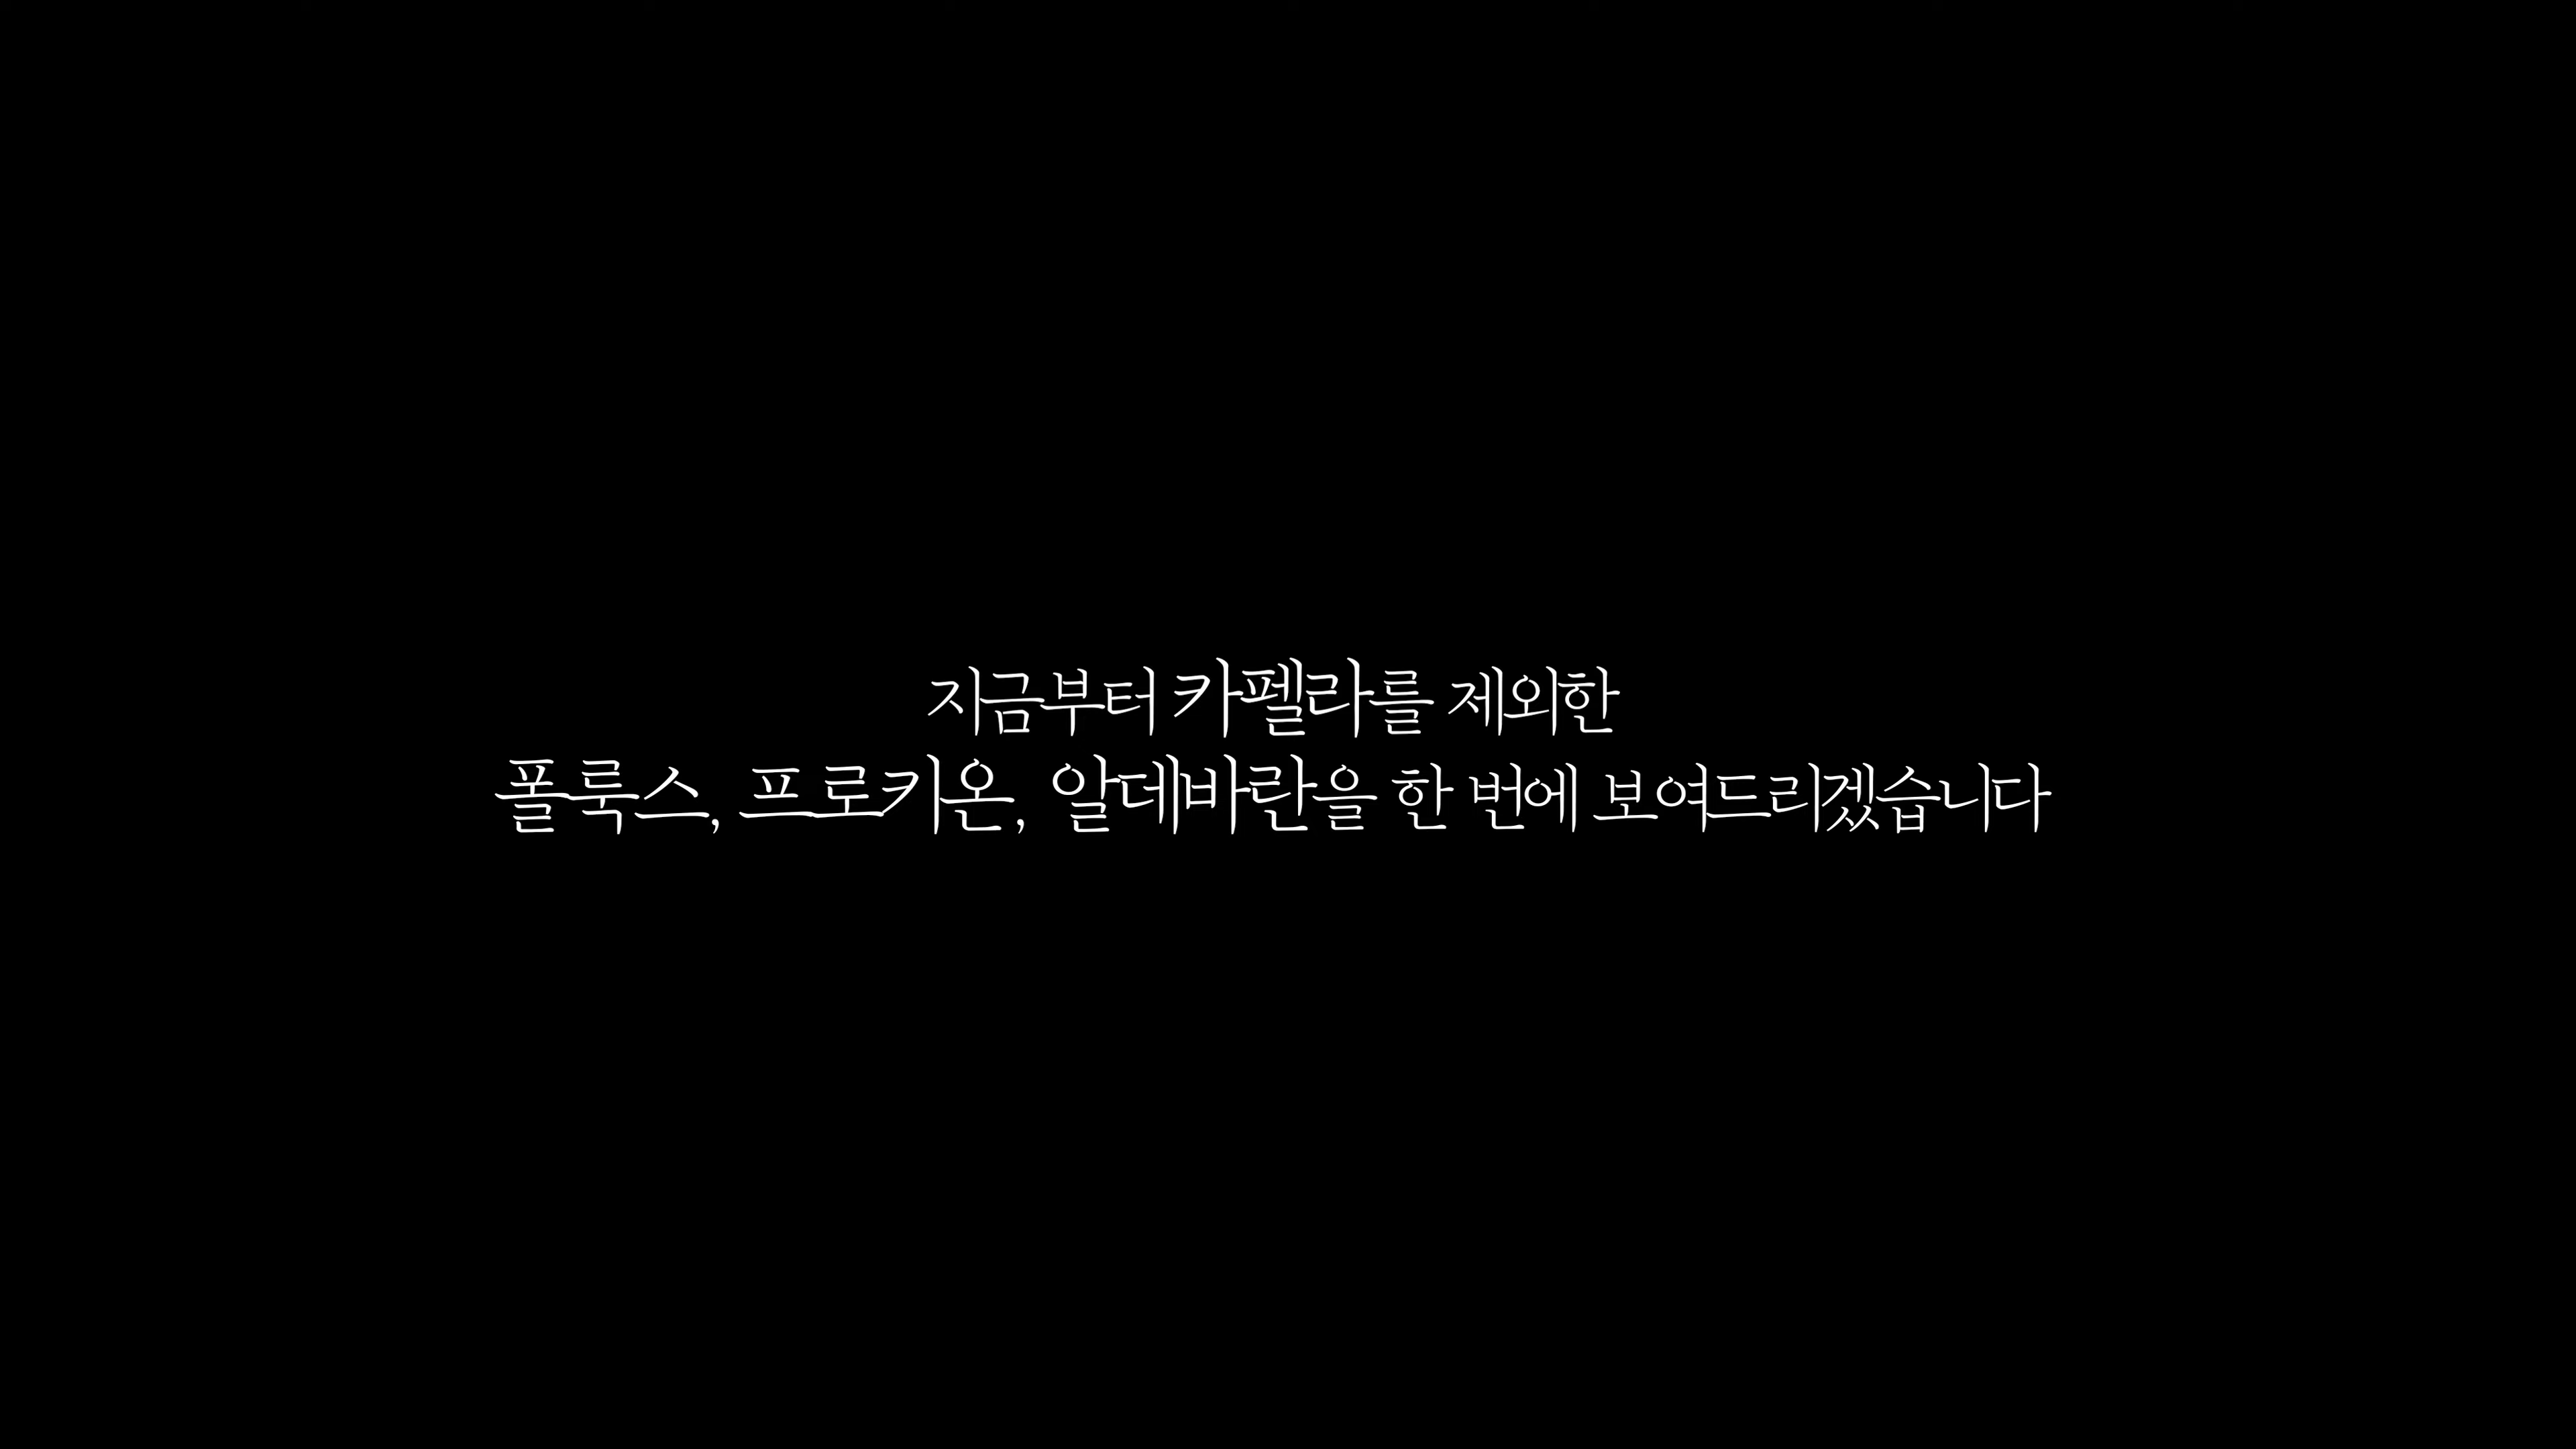 지금부터 카펠라를 제외한
폴룩스, 프로키온, 알데바란을 한 번에 보여드리겠습니다